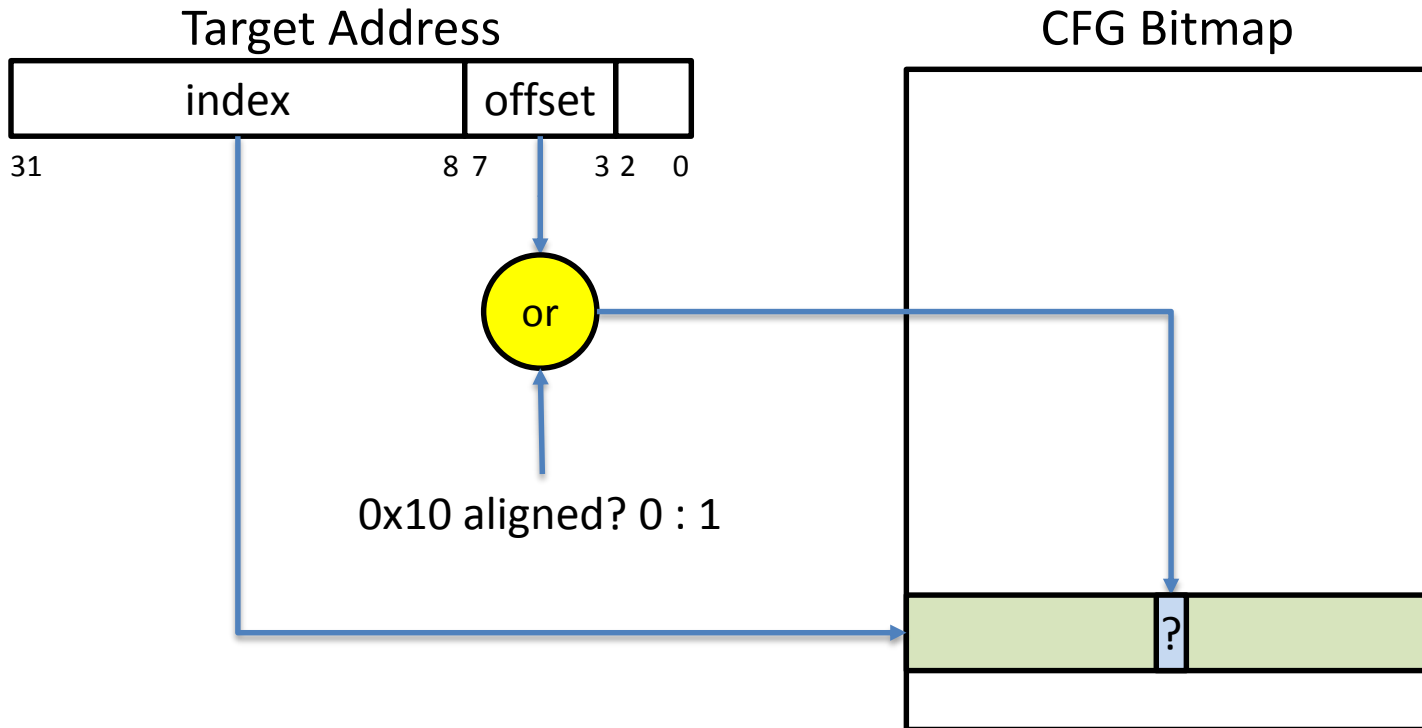 Target Address
CFG Bitmap
index
offset
31
8
7
3
2
0
or
0x10 aligned? 0 : 1
?